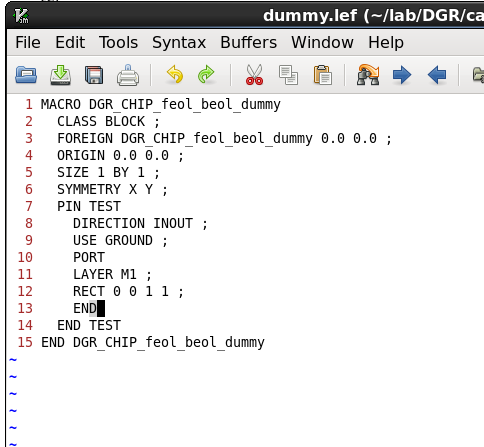 dummy.lef (~/lab/DGR/ca
File Edit Tools Syntax Buffers Window Help
1 MACRO DGR_CHIP_feol_beol_dummy
2   CLASS BLOCK ;
3   FOREIGN DGR_CHIP_feol_beol_dummy 0.0 0.0 ;
4   ORIGIN 0.0 0.0 ;
5   SIZE 1 BY 1 ;
6   SYMMETRY X Y ;
7   PIN TEST
8     DIRECTION INOUT ;
9     USE GROUND ;
10     PORT
11     LAYER M1 ;
12     RECT 0 0 1 1 ;
13     END
14   END TEST
15 END DGR_CHIP_feol_beol_dummy
~
~
~
~
~
~